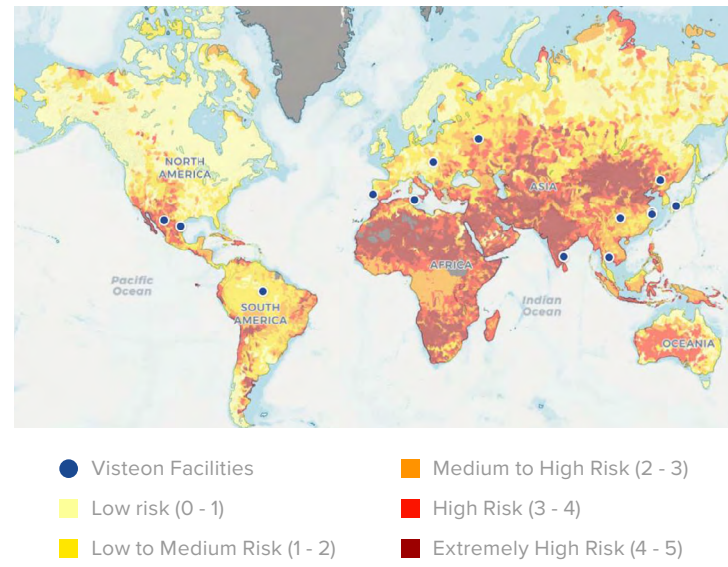 NORTH
AMERICA
ASIA
Pacific
Ocean
AFRICA
SOUTH
AMERICA
Indian
Ocean
OCEANIA
Visteon Facilities
Low risk (0 - 1)
Low to Medium Risk (1 - 2)
Medium to High Risk (2 - 3)
High Risk (3 - 4)
Extremely High Risk (4 - 5)